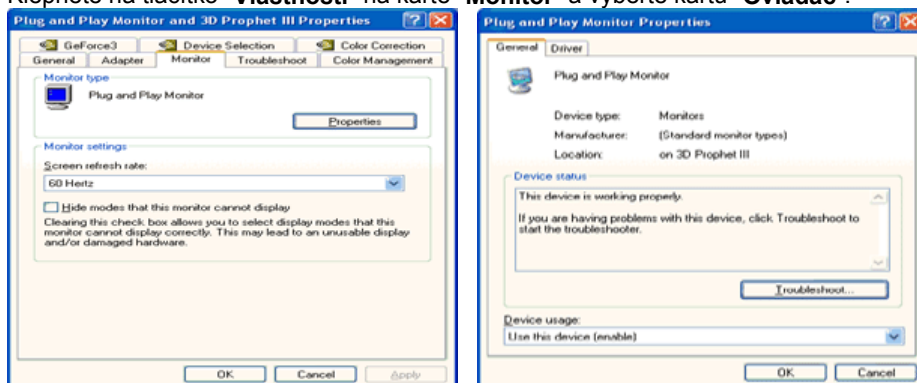 Klepněte na tlačítko "Vlastnosti" na kartě "Monitor" a vyberte kartu "Ovladač".
Plug and Play Monitor and 3D Prophet III Properties
GeForce3 Device Selection Color Correction
General Adapter Monitor Troubleshoot Color Management
Monitor type
Plug and Play Monitor
Properties
Monitor settings
Screen refresh rate:
60 Hertz
Hide modes that this monitor cannot display
Clearing this check box allows you to select display modes that this
monitor cannot display correctly. This may lead to an unusable display
and/or damaged hardware.
OK Cancel Apply
Plug and Play Monitor Properties
General Driver
Plug and Play Monitor
Device type: Monitors
Manufacturer: (Standard monitor types)
Location: on 3D Prophet III
Device status
This device is working properly.
If you are having problems with this device, click Troubleshoot to
start the troubleshooter.
Troubleshoot...
Device usage:
Use this device (enable)
OK Cancel